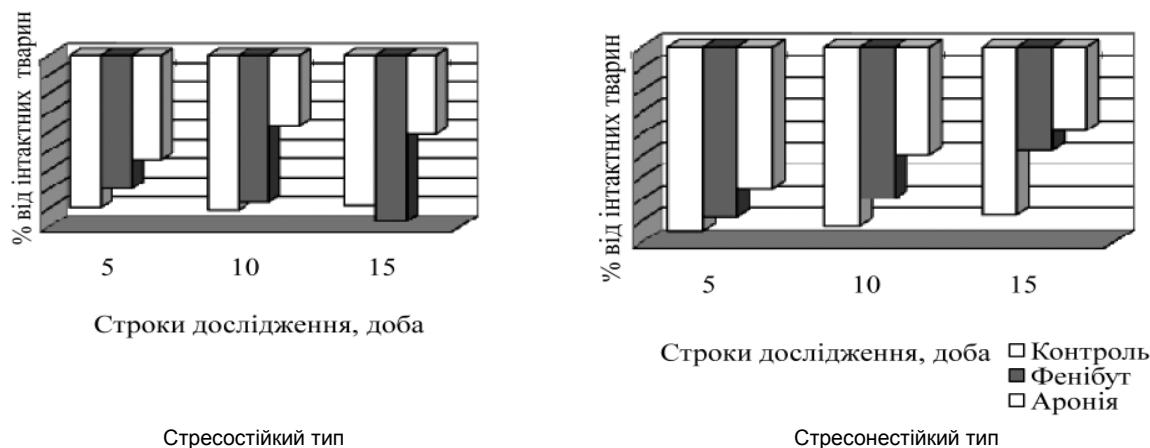 % від інтактних тварин
5 10 15
Строки дослідження, доба
Стресостійкий тип
% від інтактних тварин
5 10 15
Строки дослідження, доба
Контроль
Фенібут
Аронія
Стресонестійкий тип